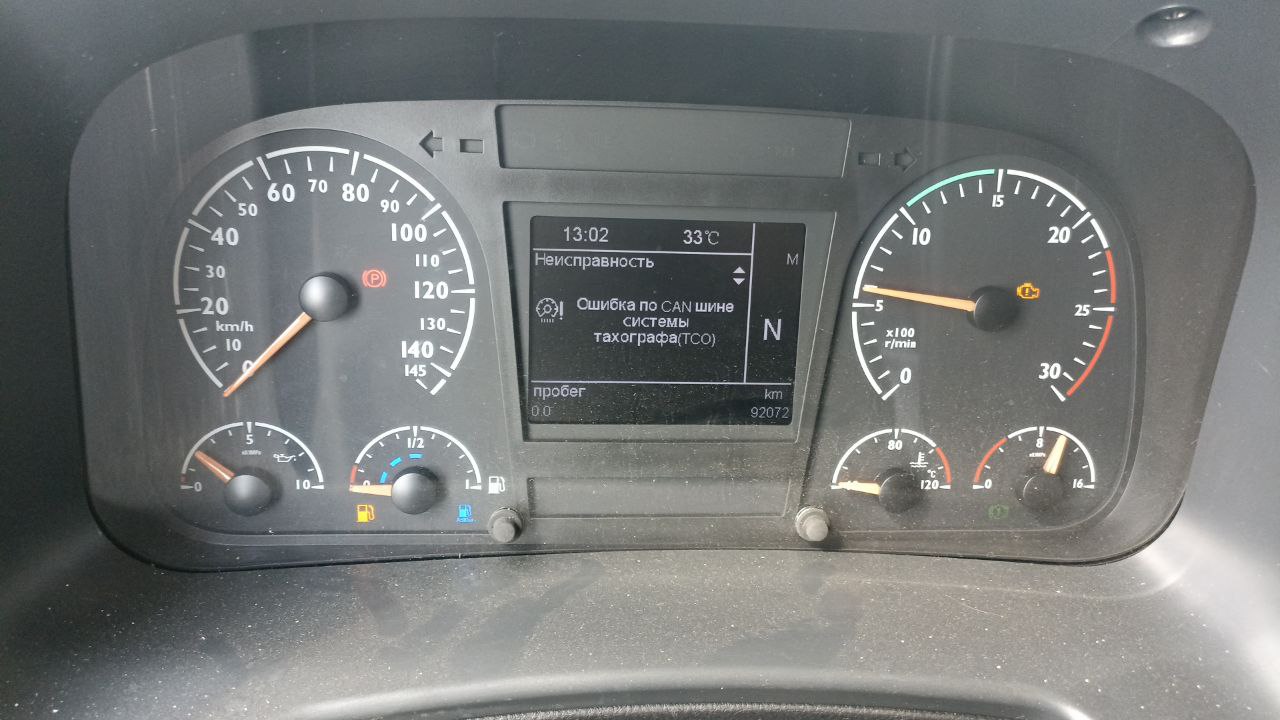 60
70
80
50
90
40
100
30
110
20
120
km/h
130
10
140
0
145
13:02
33°C
Неисправность
M
Ошибка по CAN шине
системы
тахографа(TCO)
N
пробег
km
0.0
92072
15
10
20
5
25
x100
r/min
0
30
5
0
10
1/2
0
1
80
°C
120
8
0
16